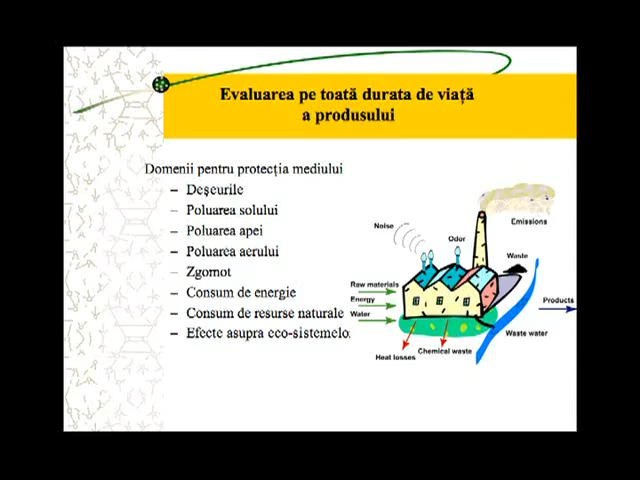 Evaluarea pe toată durata de viață
a produsului
Domenii pentru protecția mediului
– Deșeurile
– Poluarea solului
– Poluarea apei
– Poluarea aerului
– Zgomot
– Consum de energie
– Consum de resurse naturale
– Efecte asupra eco-sistemelo
Noise
Odor
Emissions
Waste
Raw materials
Energy
Water
Products
Waste water
Heat losses
Chemical waste